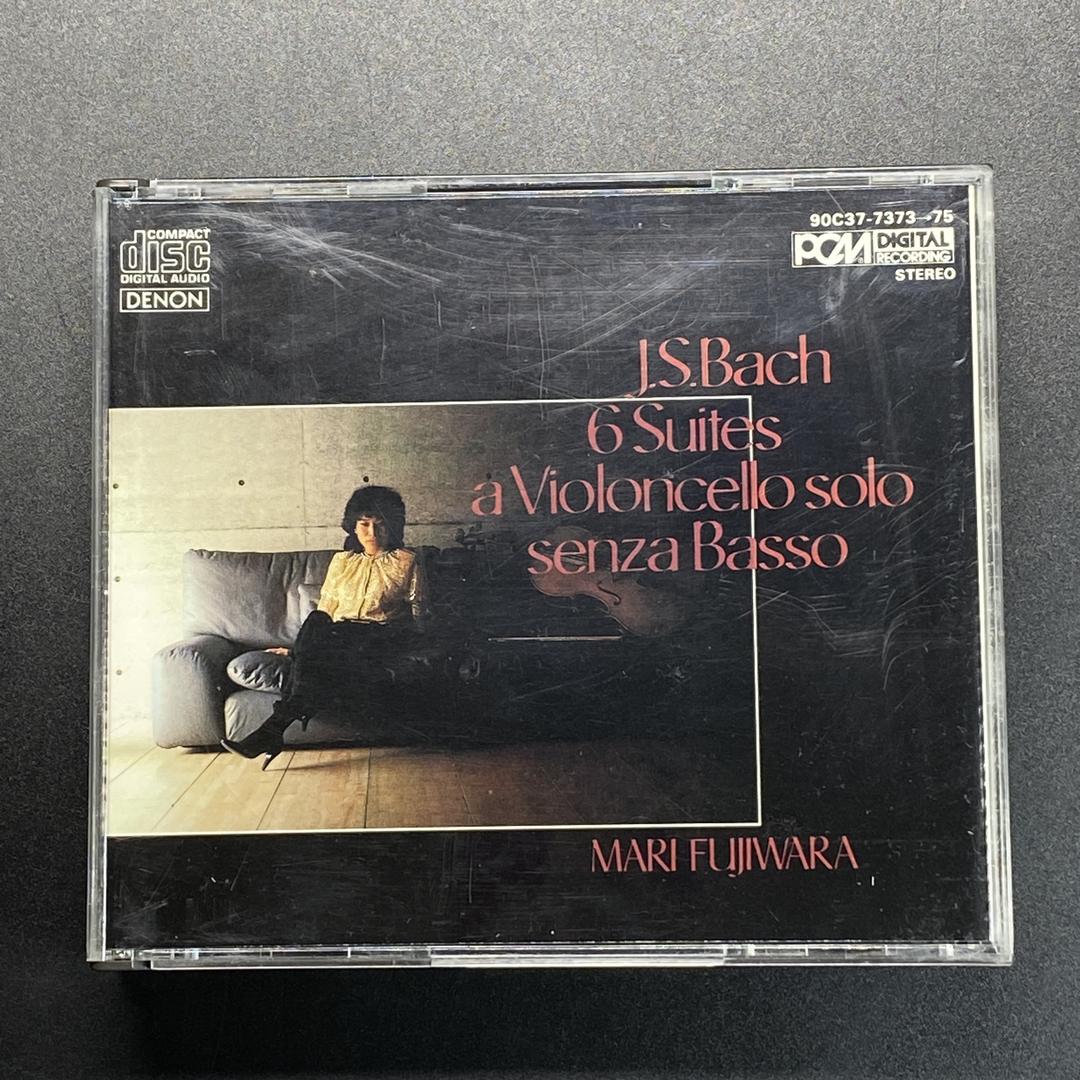 COMPACT
disc
DIGITAL AUDIO
DENON
90C37-7373→75
PCM DIGITAL RECORDING
STEREO
J.S.Bach
6 Suites
a Violoncello solo
senza Basso
MARI FUJIWARA